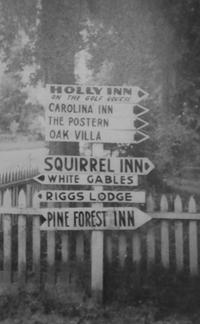 HOLLY INN
ON THE GOLF COURSE
CAROLINA INN
THE POSTERN
OAK VILLA
SQUIRREL INN
WHITE GABLES
RIGGS LODGE
PINE FOREST INN